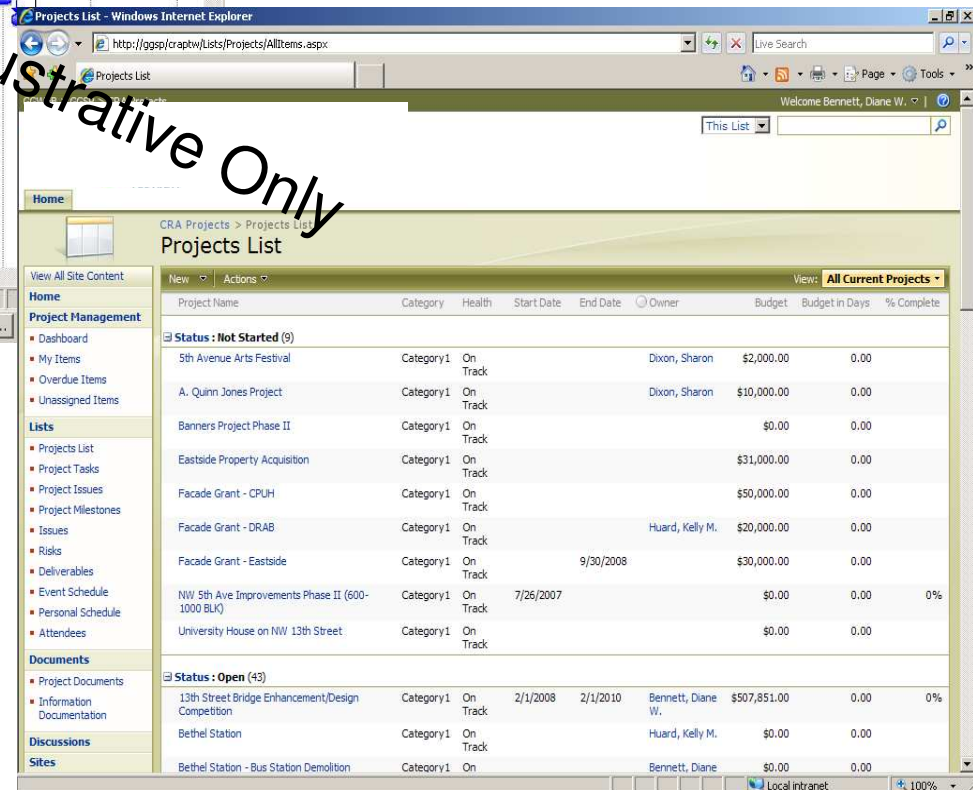 Projects List - Windows Internet Explorer
http://ggsp/craptw/Lists/Projects/AllItems.aspx
Live Search
Projects List
Page
Tools
Welcome Bennett, Diane W.
ustrative Only
This List
Home
CRA Projects > Projects List
Projects List
View All Site Content
Home
Project Management
Dashboard
My Items
Overdue Items
Unassigned Items
Lists
Projects List
Project Tasks
Project Issues
Project Milestones
Issues
Risks
Deliverables
Event Schedule
Personal Schedule
Attendees
Documents
Project Documents
Information
Documentation
Discussions
Sites
New Actions View: All Current Projects
Project Name Category Health Start Date End Date Owner Budget Budget in Days % Complete
Status : Not Started (9)
5th Avenue Arts Festival Category1 On Track Dixon, Sharon $2,000.00 0.00
A. Quinn Jones Project Category1 On Track Dixon, Sharon $10,000.00 0.00
Banners Project Phase II Category1 On Track $0.00 0.00
Eastside Property Acquisition Category1 On Track $31,000.00 0.00
Facade Grant - CPUH Category1 On Track $50,000.00 0.00
Facade Grant - DRAB Category1 On Track Huard, Kelly M. $20,000.00 0.00
Facade Grant - Eastside Category1 On Track 9/30/2008 $30,000.00 0.00
NW 5th Ave Improvements Phase II (600-1000 BLK) Category1 On Track 7/26/2007 $0.00 0.00 0%
University House on NW 13th Street Category1 On Track $0.00 0.00
Status : Open (43)
13th Street Bridge Enhancement/Design Competition Category1 On Track 2/1/2008 2/1/2010 Bennett, Diane W. $507,851.00 0.00 0%
Bethel Station Category1 On Track Huard, Kelly M. $0.00 0.00
Bethel Station - Bus Station Demolition Category1 On Bennett, Diane $0.00 0.00
Local intranet 100%